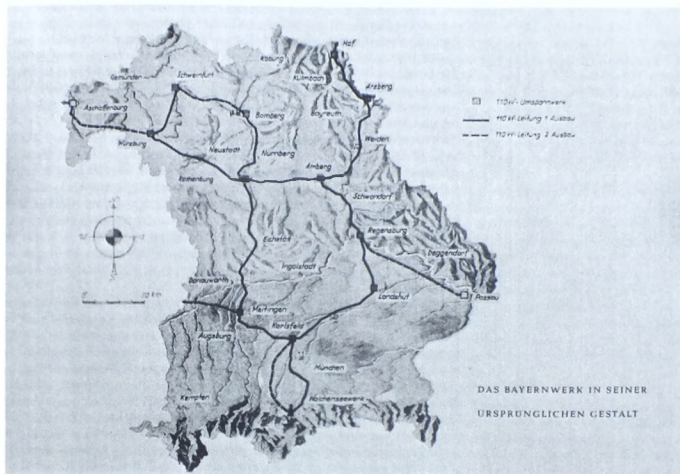 Hof
Koburg
Kulmbach
Gemünden
Schweinfurt
Arzberg
Aschaffenburg
Bamberg
Bayreuth
Würzburg
Weiden
Neustadt
Nürnberg
Amberg
Rothenburg
Schwandorf
Eichstätt
Regensburg
Deggendorf
Ingolstadt
Donauwörth
Landshut
Passau
Meitingen
Karlsfeld
Augsburg
München
Kempten
Walchenseewerk
110 kV-Umspannwerk
110 kV-Leitung 1 Ausbau
110 kV-Leitung 2 Ausbau
DAS BAYERNWERK IN SEINER
URSPRÜNGLICHEN GESTALT